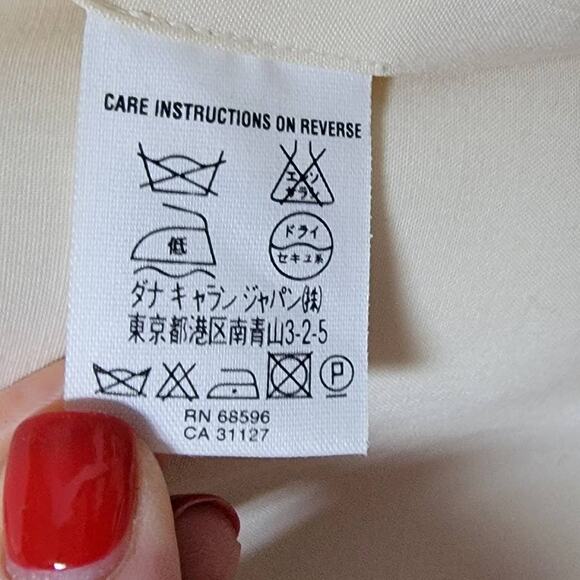 CARE INSTRUCTIONS ON REVERSE
エンソ
サラシ
低
ドライ
セキユ系
ダナ キャラン ジャパン㈱
東京都港区南青山3-2-5
P
RN 68596
CA 31127